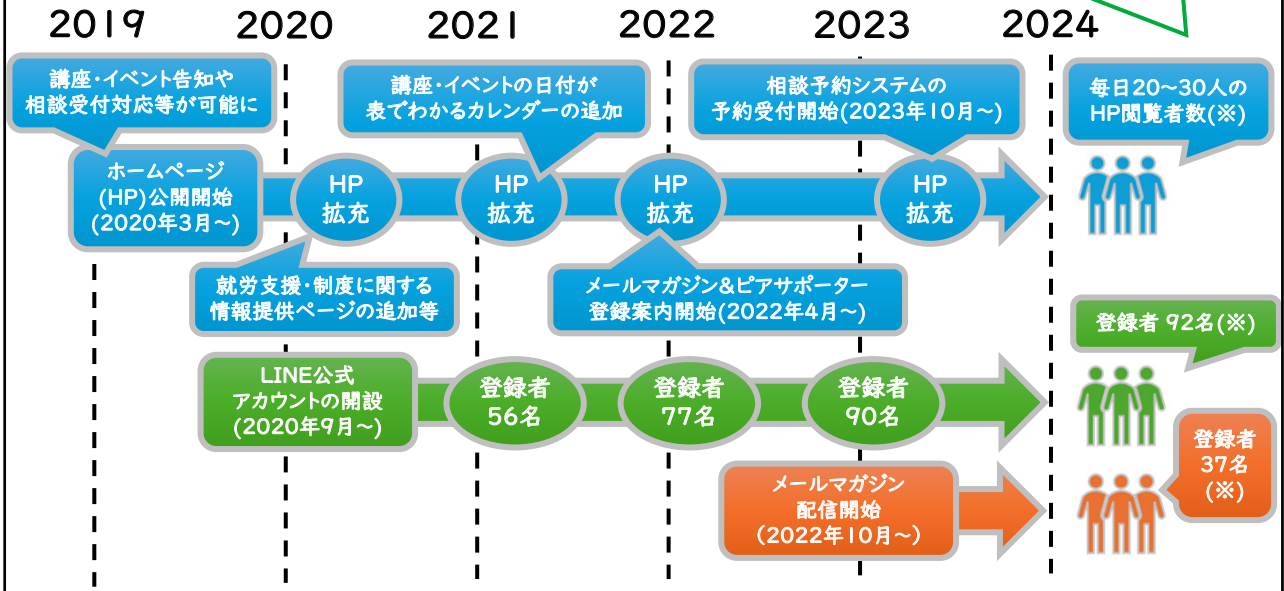 2019
2020
2021
2022
2023
2024
講座・イベント告知や
相談受付対応等が可能に
講座・イベントの日付が
表でわかるカレンダーの追加
相談予約システムの
予約受付開始(2023年10月～)
毎日20～30人の
HP閲覧者数(※)
ホームページ
(HP)公開開始
(2020年3月～)
HP
拡充
HP
拡充
HP
拡充
HP
拡充
就労支援・制度に関する
情報提供ページの追加等
メールマガジン&ピアサポーター
登録案内開始(2022年4月～)
登録者 92名(※)
LINE公式
アカウントの開設
(2020年9月～)
登録者
56名
登録者
77名
登録者
90名
登録者
37名
(※)
メールマガジン
配信開始
(2022年10月～)